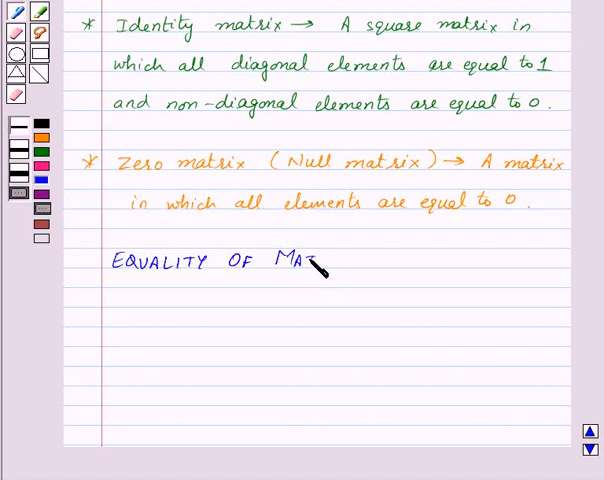 * Identity matrix → A square matrix in
which all diagonal elements are equal to 1
and non-diagonal elements are equal to 0.
* Zero matrix (Null matrix) → A matrix
in which all elements are equal to 0.
EQUALITY OF MAT